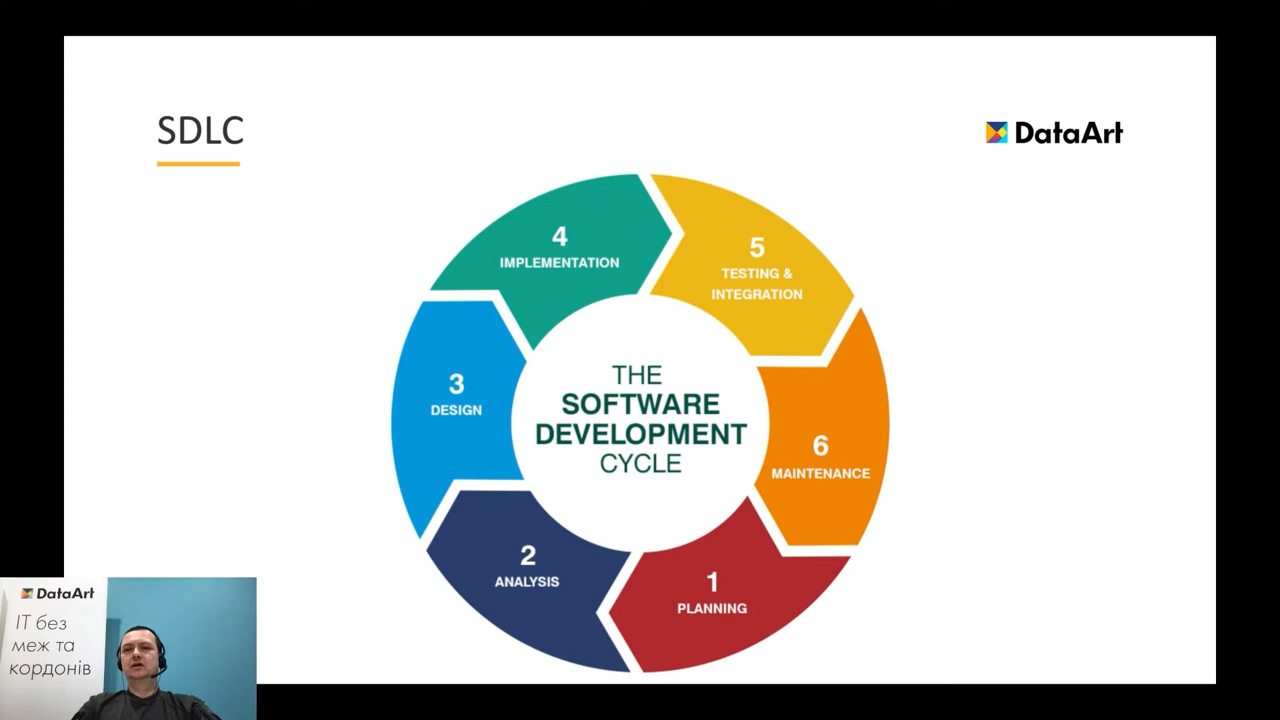 SDLC
DataArt
4
IMPLEMENTATION
5
TESTING &
INTEGRATION
3
DESIGN
THE
SOFTWARE
DEVELOPMENT
CYCLE
6
MAINTENANCE
2
ANALYSIS
1
PLANNING
DataArt
ІТ без
меж та
кордонів